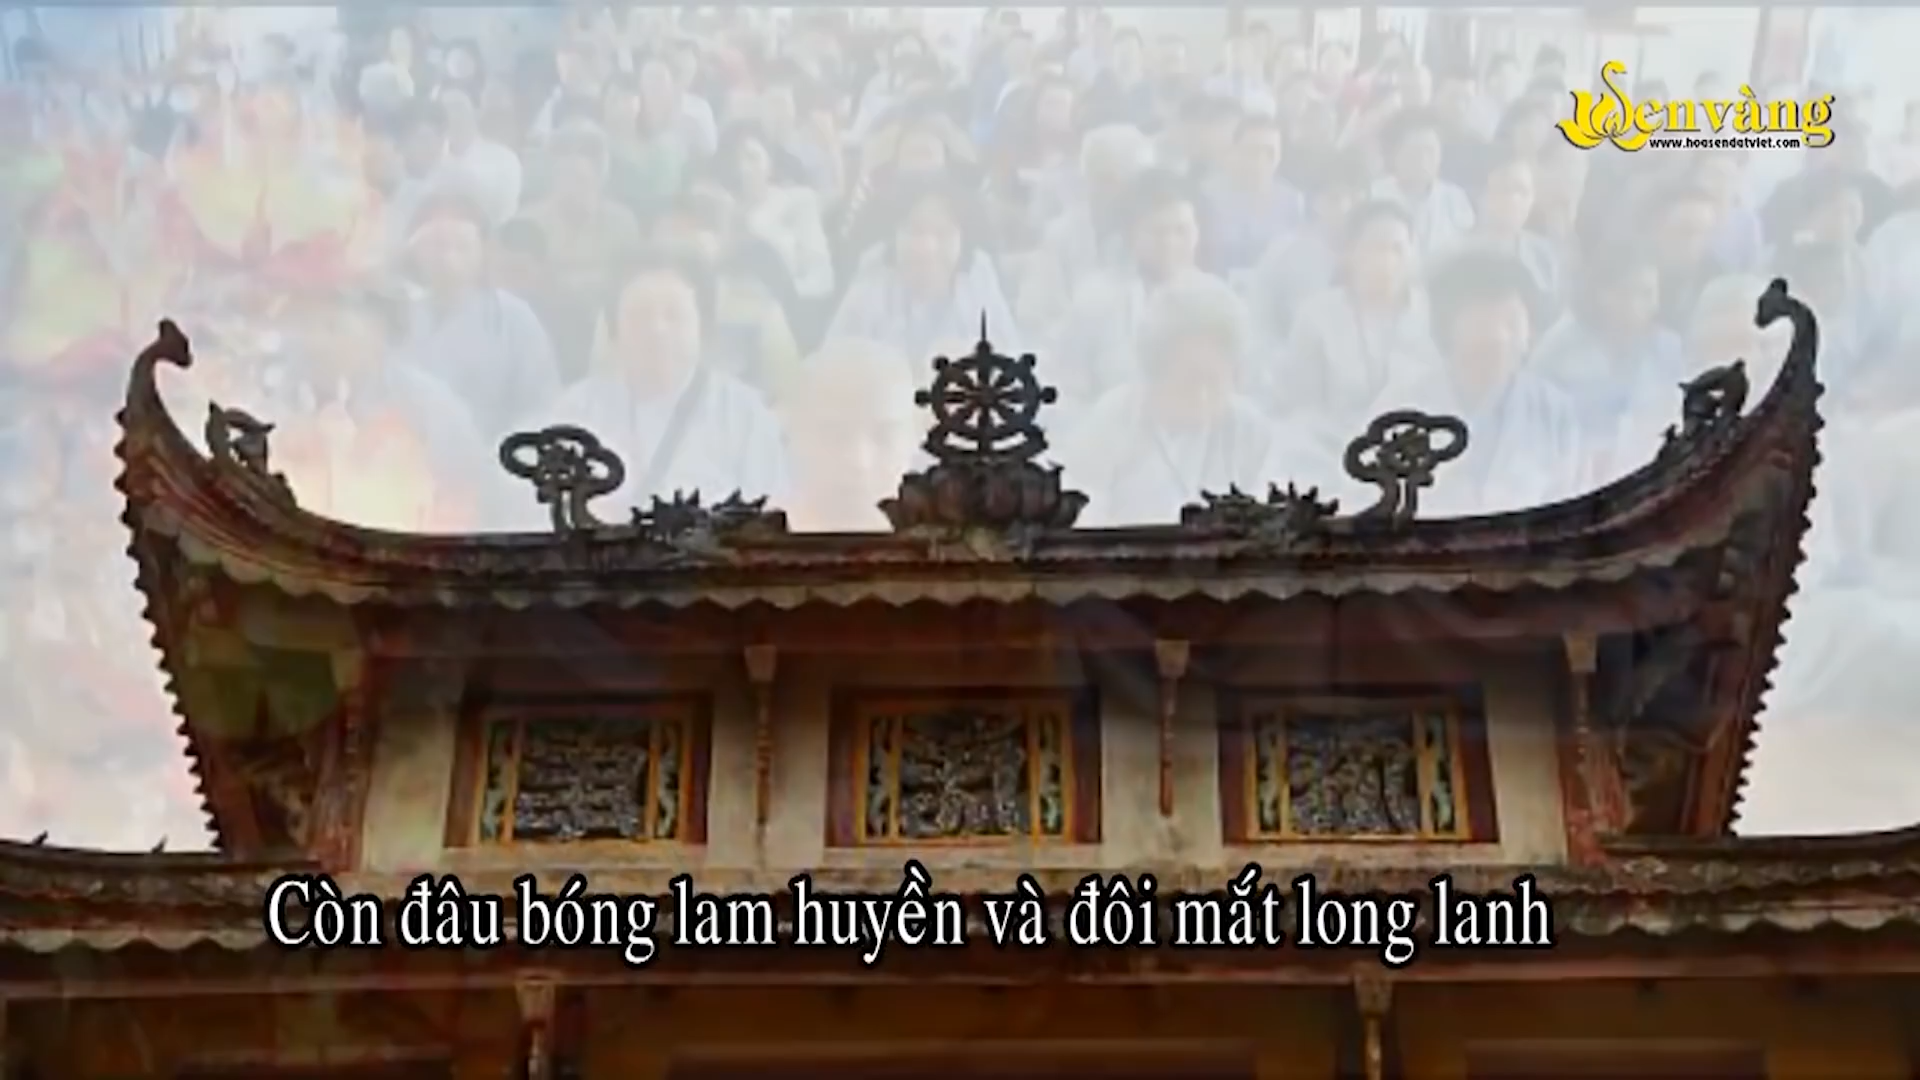 Senvàng
www.hoasendatviet.com
Còn đâu bóng lam huyền và đôi mắt long lanh